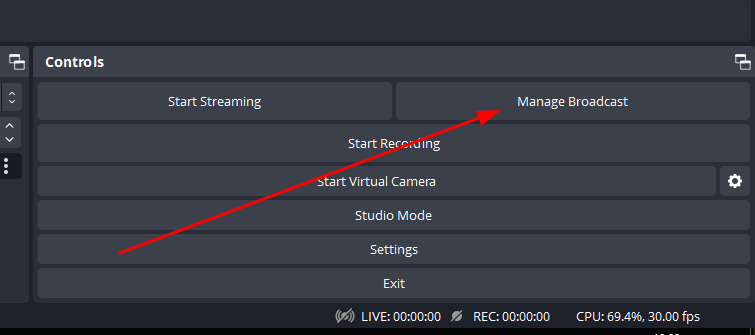 Controls
Start Streaming
Manage Broadcast
Start Recording
Start Virtual Camera
Studio Mode
Settings
Exit
LIVE: 00:00:00 REC: 00:00:00 CPU: 69.4%, 30.00 fps